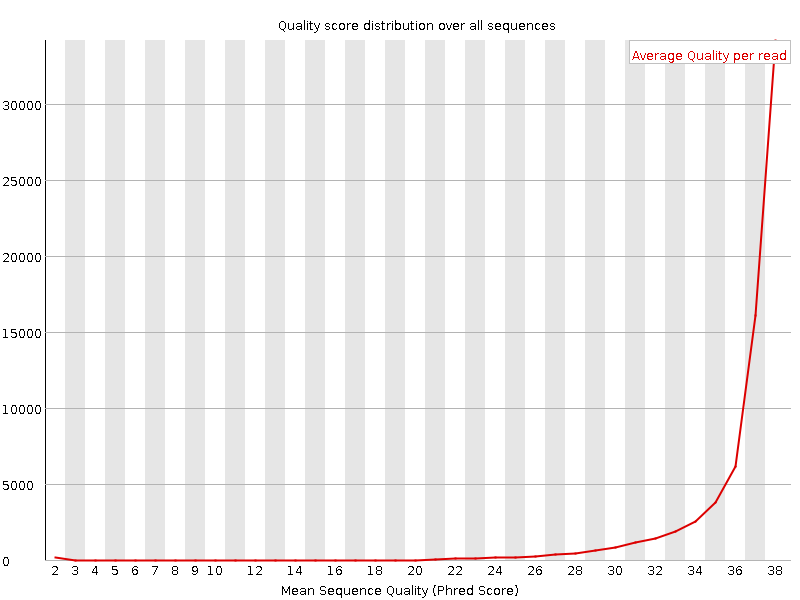 Quality score distribution over all sequences
Average Quality per read
30000
25000
20000
15000
10000
5000
0
2 3 4 5 6 7 8 9 10 12 14 16 18 20 22 24 26 28 30 32 34 36 38
Mean Sequence Quality (Phred Score)